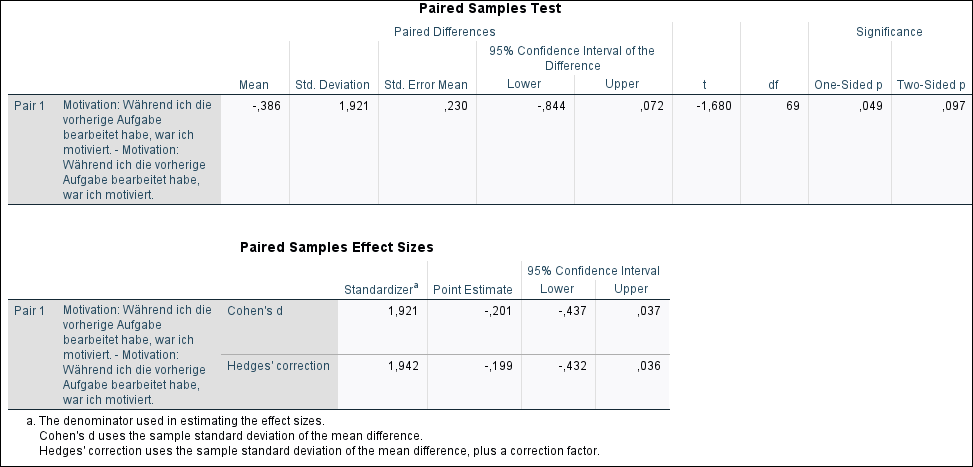 Paired Samples Test
Paired Differences
Significance
95% Confidence Interval of the
Difference
Mean Std. Deviation Std. Error Mean Lower Upper t df One-Sided p Two-Sided p
Pair 1 Motivation: Während ich die -,386 1,921 ,230 -,844 ,072 -1,680 69 ,049 ,097
vorherige Aufgabe
bearbeitet habe, war ich
motiviert. - Motivation:
Während ich die vorherige
Aufgabe bearbeitet habe,
war ich motiviert.
Paired Samples Effect Sizes
95% Confidence Interval
Standardizerª Point Estimate Lower Upper
Pair 1 Motivation: Während ich die Cohen's d 1,921 -,201 -,437 ,037
vorherige Aufgabe
bearbeitet habe, war ich
motiviert. - Motivation:
Während ich die vorherige Hedges' correction 1,942 -,199 -,432 ,036
Aufgabe bearbeitet habe,
war ich motiviert.
a. The denominator used in estimating the effect sizes.
Cohen's d uses the sample standard deviation of the mean difference.
Hedges' correction uses the sample standard deviation of the mean difference, plus a correction factor.